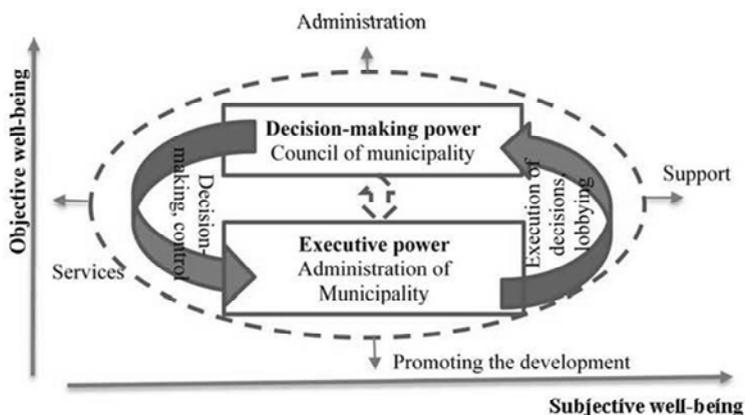 Administration
Objective well-being
Decision-making power
Council of municipality
Decision-
making, control
Execution of
decisions,
lobbying
Support
Executive power
Administration of
Municipality
Services
Promoting the development
Subjective well-being